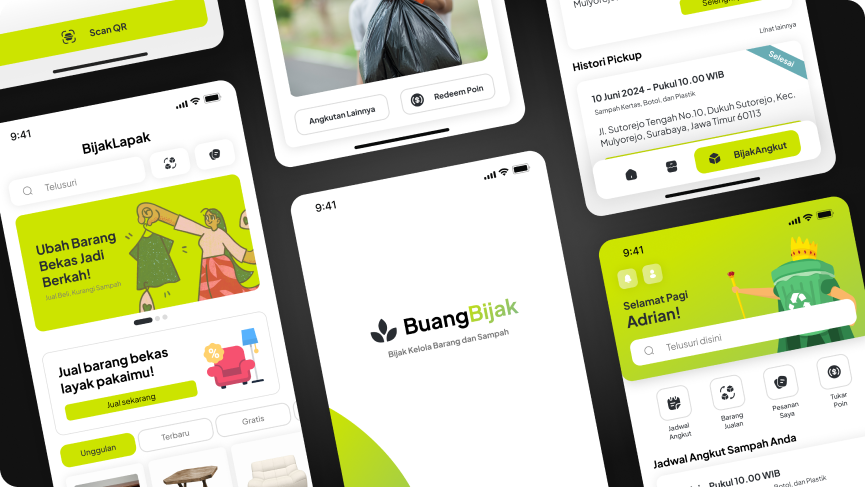 Scan QR
9:41
BijakLapak
Telusuri
Ubah Barang
Bekas Jadi
Berkah!
Jual Beli, Kurangi Sampah
Jual barang bekas
layak pakaimu!
Jual sekarang
Unggulan
Terbaru
Gratis
Angkutan Lainnya
Redeem Poin
9:41
BuangBijak
Bijak Kelola Barang dan Sampah
Mulyorejo,
Lihat lainnya
Histori Pickup
Selesai
10 Juni 2024 - Pukul 10.00 WIB
Sampah Kertas, Botol, dan Plastik
Jl. Sutorejo Tengah No.10, Dukuh Sutorejo, Kec.
Mulyorejo, Surabaya, Jawa Timur 60113
BijakAngkut
9:41
Selamat Pagi
Adrian!
Telusuri disini
Jadwal
Angkut
Barang
Jualan
Pesanan
Saya
Tukar
Poin
Jadwal Angkut Sampah Anda
Pukul 10.00 WIB
Botol, dan Plastik